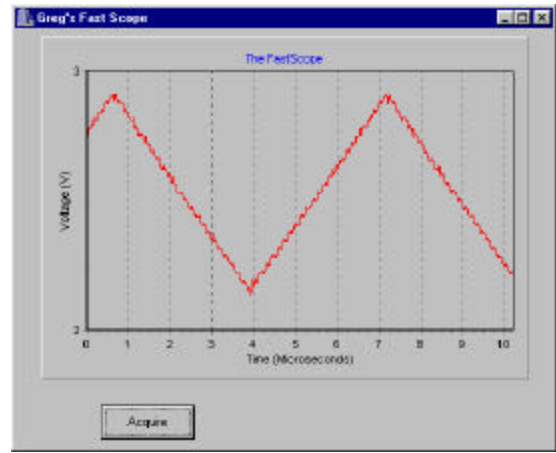 Greg's Fast Scope
The FastScope
3
Voltage (V)
2
0 1 2 3 4 5 6 7 8 9 10
Time (Microseconds)
Acquire